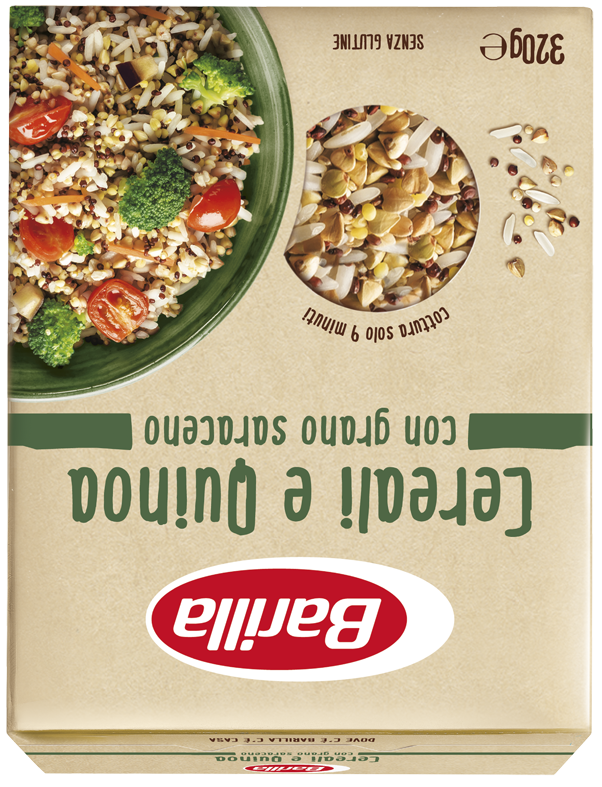 Barilla
Cereali e Quinoa
con grano saraceno
DOVE C'È BARILLA C'È CASA
Barilla
Cereali e Quinoa
con grano saraceno
cottura solo 9 minuti
320g e
SENZA GLUTINE